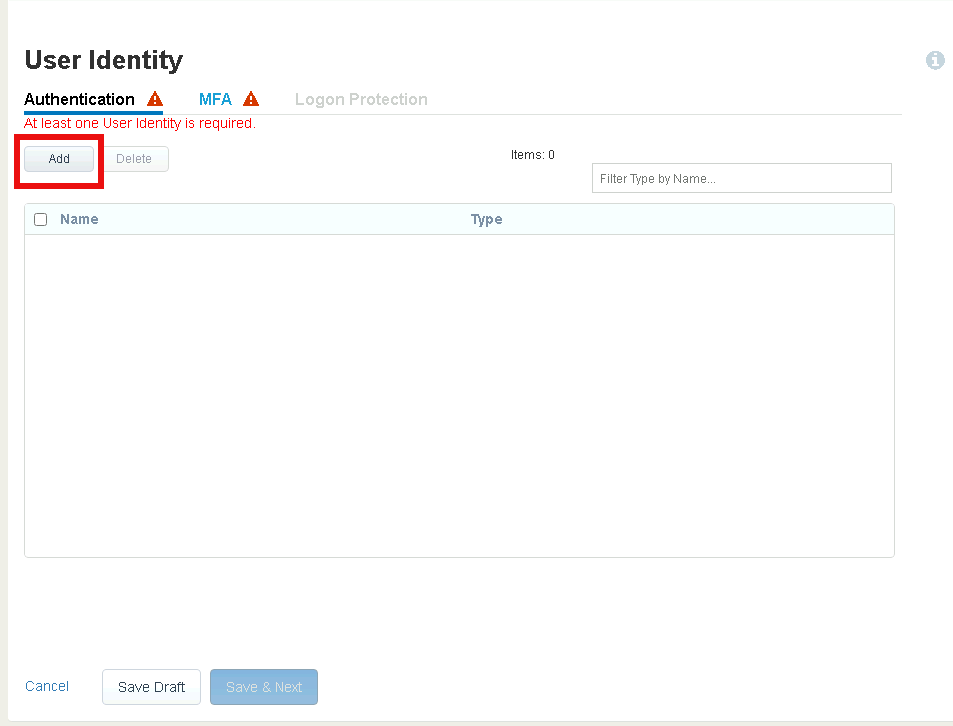 User Identity
Authentication MFA Logon Protection
At least one User Identity is required.
Add Delete Items: 0
Filter Type by Name...
Name Type
Cancel Save Draft Save & Next